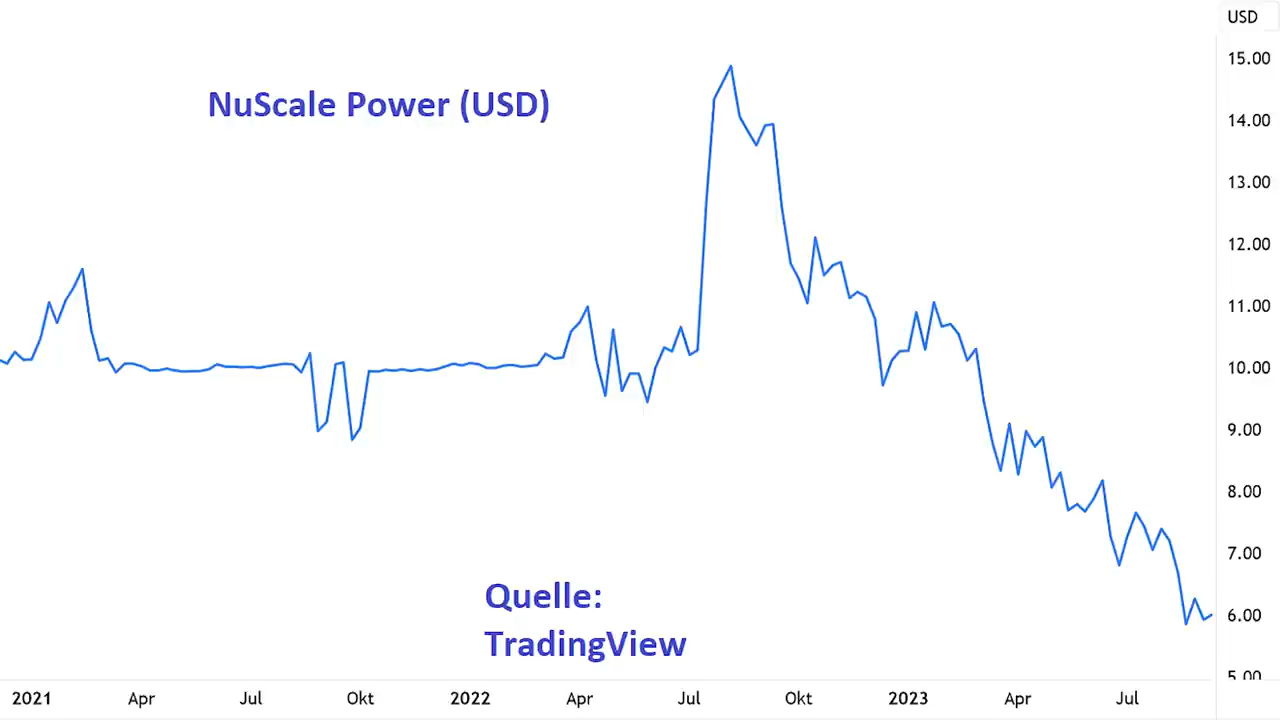 USD
NuScale Power (USD)
15.00
14.00
13.00
12.00
11.00
10.00
9.00
8.00
7.00
6.00
5.00
Quelle:
TradingView
2021 Apr Jul Okt 2022 Apr Jul Okt 2023 Apr Jul